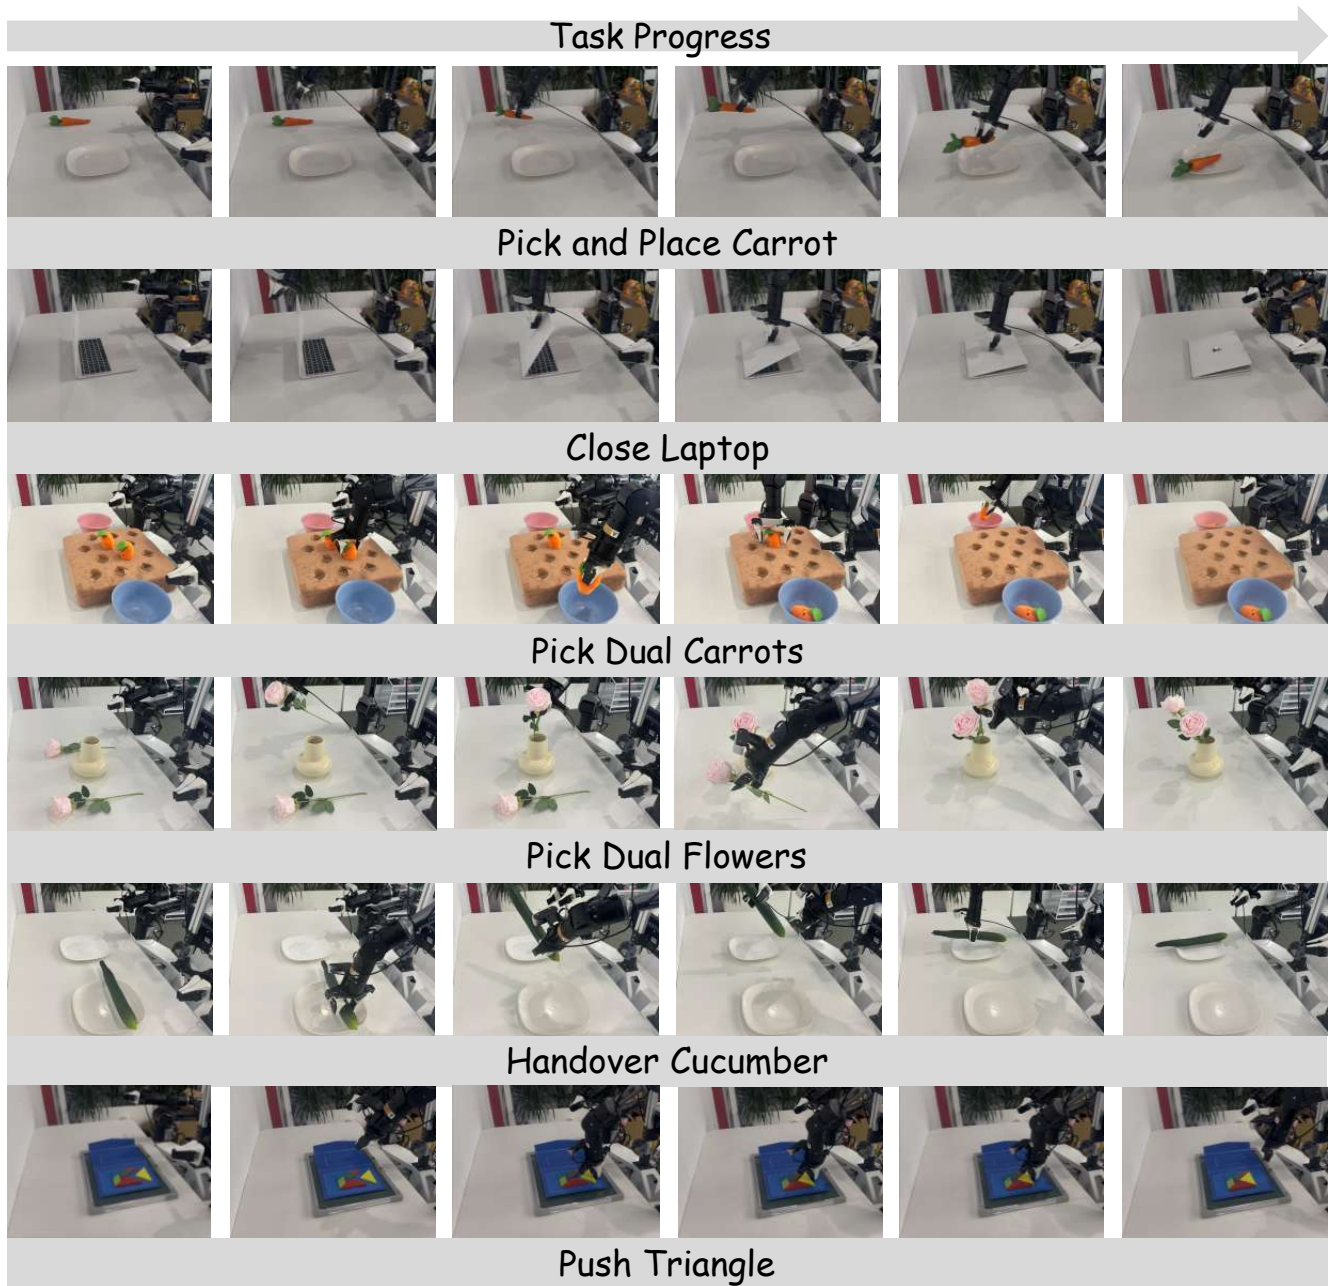 Task Progress
Pick and Place Carrot
Close Laptop
Pick Dual Carrots
Pick Dual Flowers
Handover Cucumber
Push Triangle